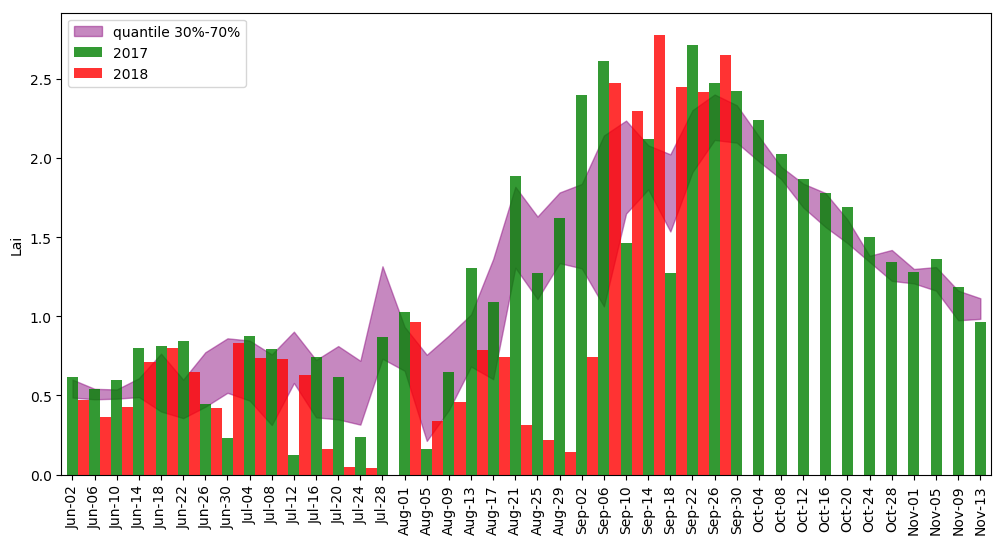 quantile 30%-70%
2017
2018
Lai
2.5
2.0
1.5
1.0
0.5
0.0
Jun-02
Jun-06
Jun-10
Jun-14
Jun-18
Jun-22
Jun-26
Jun-30
Jul-04
Jul-08
Jul-12
Jul-16
Jul-20
Jul-24
Jul-28
Aug-01
Aug-05
Aug-09
Aug-13
Aug-17
Aug-21
Aug-25
Aug-29
Sep-02
Sep-06
Sep-10
Sep-14
Sep-18
Sep-22
Sep-26
Sep-30
Oct-04
Oct-08
Oct-12
Oct-16
Oct-20
Oct-24
Oct-28
Nov-01
Nov-05
Nov-09
Nov-13